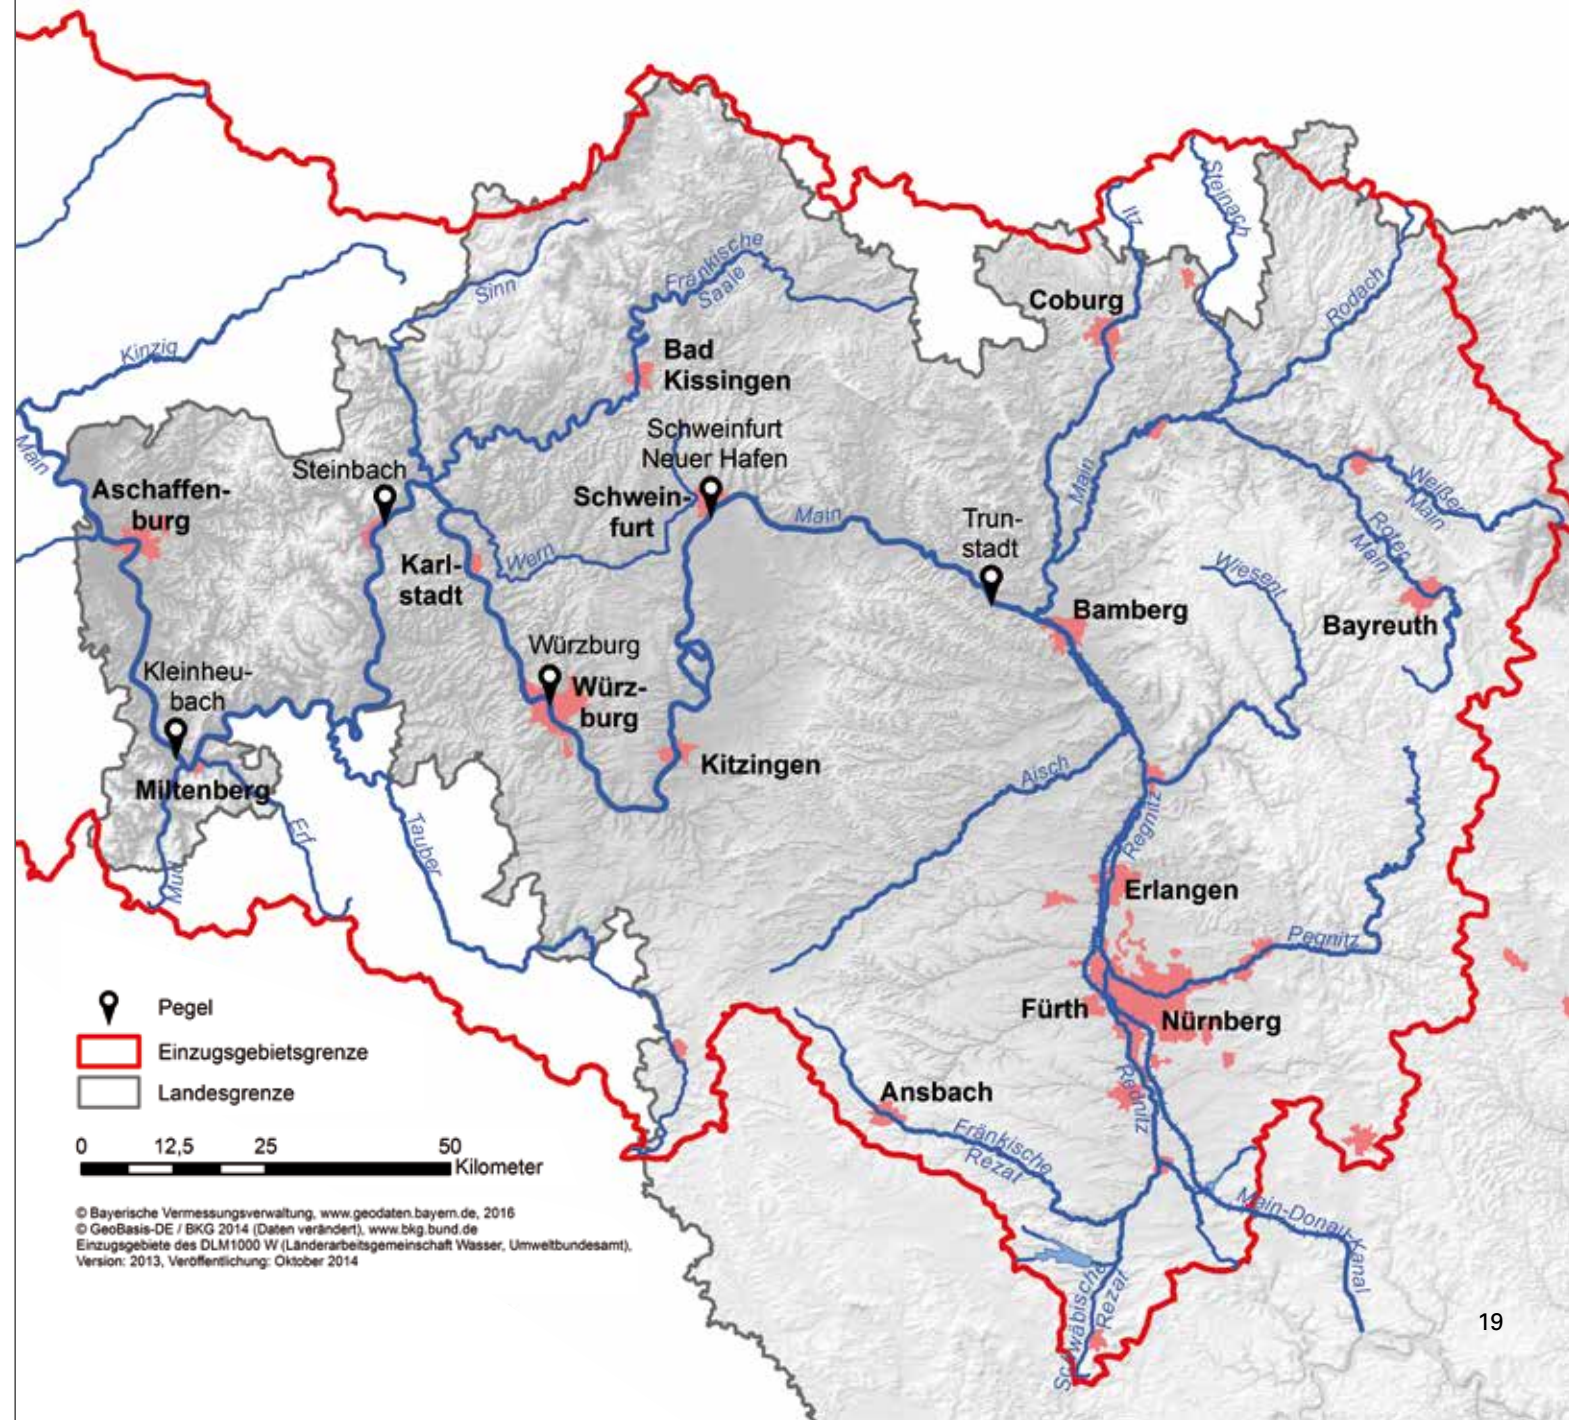 Steinach
Itz
Fränkische
Saale
Sinn
Coburg
Rodach
Kinzig
Bad
Kissingen
Schweinfurt
Neuer Hafen
Main
Steinbach
Main
Weißer
Main
Aschaffen-
burg
Schwein-
furt
Main
Trun-
stadt
Roter
Main
Wern
Karl-
stadt
Wiesent
Bamberg
Bayreuth
Würzburg
Kleinheu-
bach
Würz-
burg
Kitzingen
Aisch
Miltenberg
Regnitz
Erf
Tauber
Mud
Erlangen
Pegnitz
Fürth
Nürnberg
Rednitz
Ansbach
Fränkische
Rezat
Main-Donau-Kanal
Schwäbische
Rezat
Pegel
Einzugsgebietsgrenze
Landesgrenze
0 12,5 25 50
Kilometer
© Bayerische Vermessungsverwaltung, www.geodaten.bayern.de, 2016
© GeoBasis-DE / BKG 2014 (Daten verändert), www.bkg.bund.de
Einzugsgebiete des DLM1000 W (Länderarbeitsgemeinschaft Wasser, Umweltbundesamt),
Version: 2013, Veröffentlichung: Oktober 2014
19